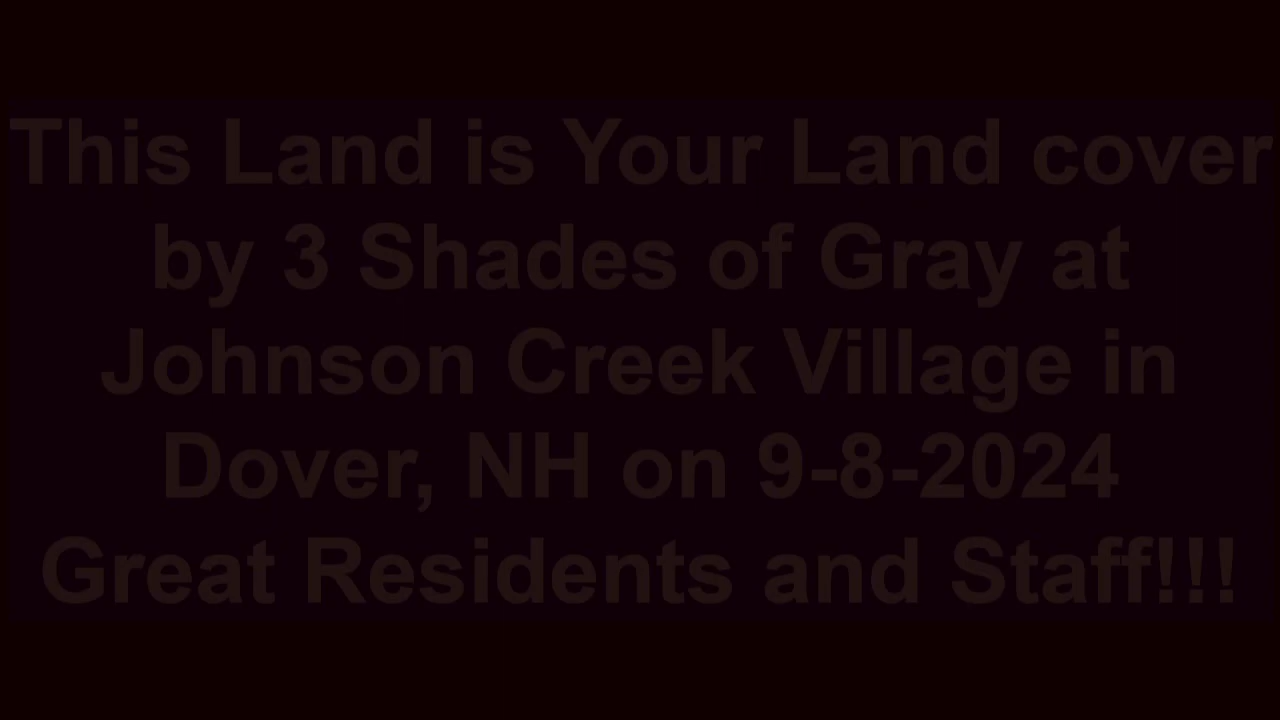 This Land is Your Land cover
by 3 Shades of Gray at
Johnson Creek Village in
Dover, NH on 9-8-2024
Great Residents and Staff!!!